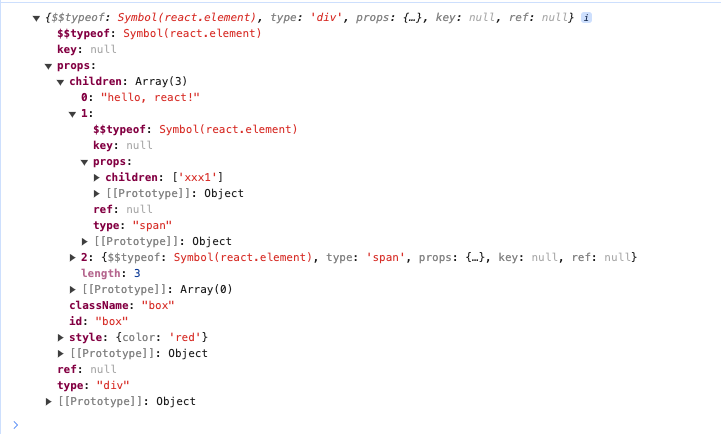 {$$typeof: Symbol(react.element), type: 'div', props: {…}, key: null, ref: null} i
$$typeof: Symbol(react.element)
key: null
props:
children: Array(3)
0: "hello, react!"
1:
$$typeof: Symbol(react.element)
key: null
props:
children: ['xxx1']
[[Prototype]]: Object
ref: null
type: "span"
[[Prototype]]: Object
2: {$$typeof: Symbol(react.element), type: 'span', props: {…}, key: null, ref: null}
length: 3
[[Prototype]]: Array(0)
className: "box"
id: "box"
style: {color: 'red'}
[[Prototype]]: Object
ref: null
type: "div"
[[Prototype]]: Object